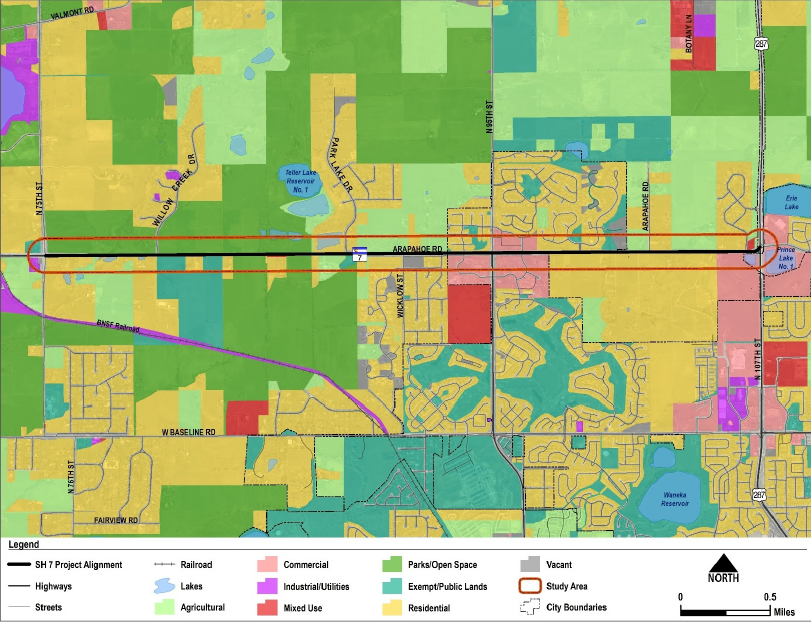 VALMONT RD
BOTANY LN
287
N 95TH ST
PARK LAKE DR
WILLOW CREEK DR
Teller Lake
Reservoir
No. 1
N 75TH ST
ARAPAHOE RD
Erie
Lake
ARAPAHOE RD
7
Prince
Lake
No. 1
WICKLOW ST
BNSF Railroad
N 107TH ST
W BASELINE RD
N 76TH ST
Waneka
Reservoir
287
FAIRVIEW RD
Legend
SH 7 Project Alignment
Railroad
Commercial
Parks/Open Space
Vacant
Highways
Lakes
Industrial/Utilities
Exempt/Public Lands
Study Area
Streets
Agricultural
Mixed Use
Residential
City Boundaries
NORTH
0 0.5
Miles